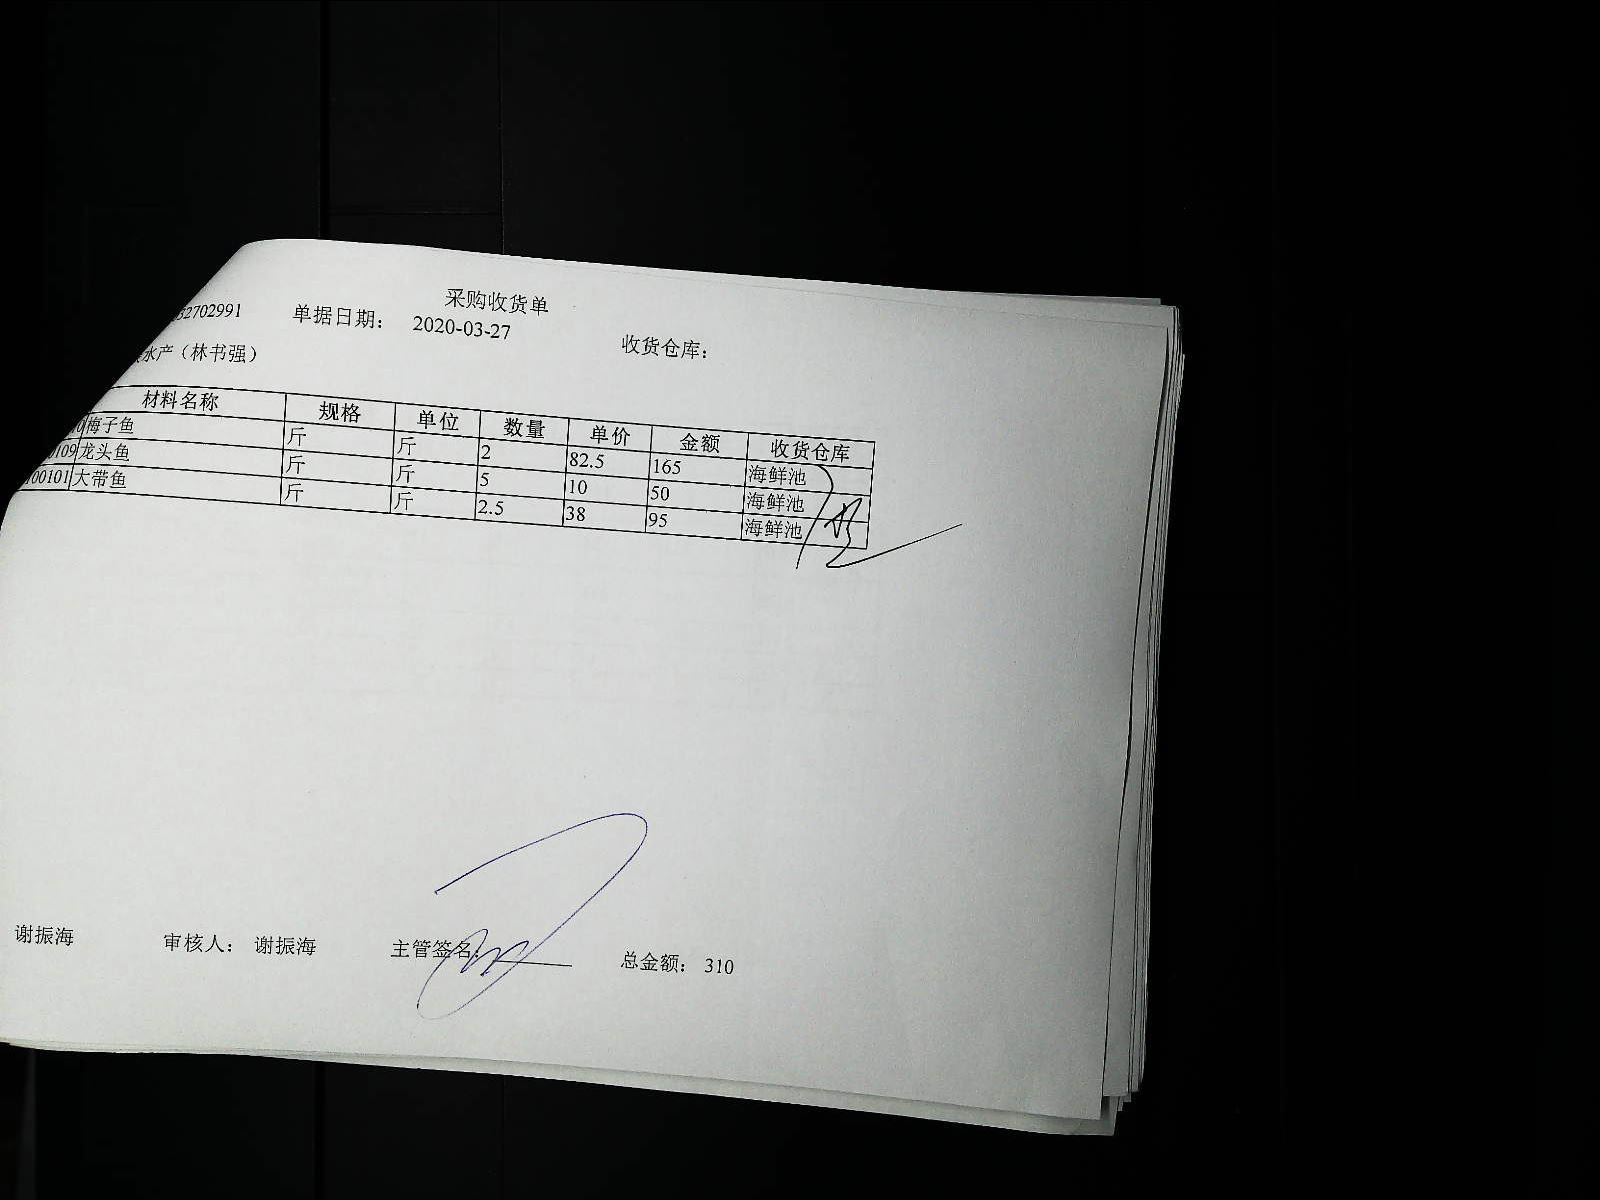 采购收货单
32702991 单据日期： 2020-03-27 收货仓库：
水产（林书强）
材料名称 规格 单位 数量 单价 金额 收货仓库
梅子鱼 斤 斤 2 82.5 165 海鲜池
109 龙头鱼 斤 斤 5 10 50 海鲜池
00101 大带鱼 斤 斤 2.5 38 95 海鲜池
谢振海 审核人： 谢振海 主管签名： 总金额： 310